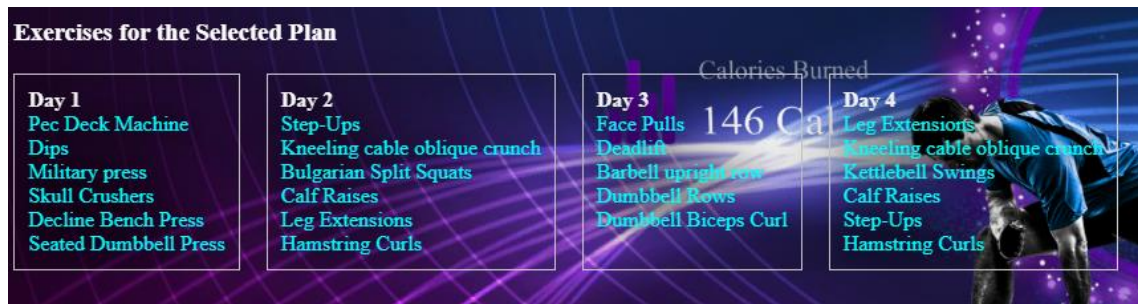 Exercises for the Selected Plan
Calories Burned
146 Cal
Day 1
Pec Deck Machine
Dips
Military press
Skull Crushers
Decline Bench Press
Seated Dumbbell Press
Day 2
Step-Ups
Kneeling cable oblique crunch
Bulgarian Split Squats
Calf Raises
Leg Extensions
Hamstring Curls
Day 3
Face Pulls
Deadlift
Barbell upright row
Dumbbell Rows
Dumbbell Biceps Curl
Day 4
Leg Extensions
Kneeling cable oblique crunch
Kettlebell Swings
Calf Raises
Step-Ups
Hamstring Curls